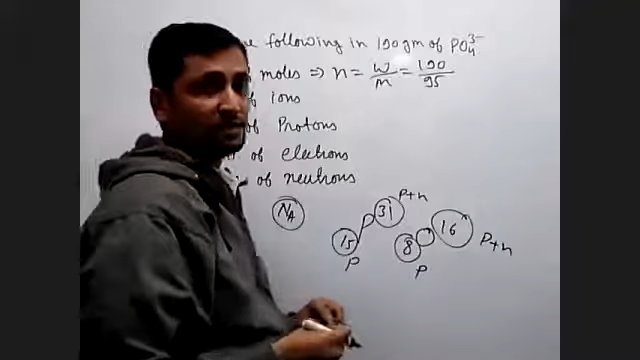 following in 190 gm of PO₄³⁻
moles ⇒ n = W/M = 190/95
of ions
of Protons
of electrons
of neutrons
NA
15 P 31 P+n
P
8 O 16 P+n
P